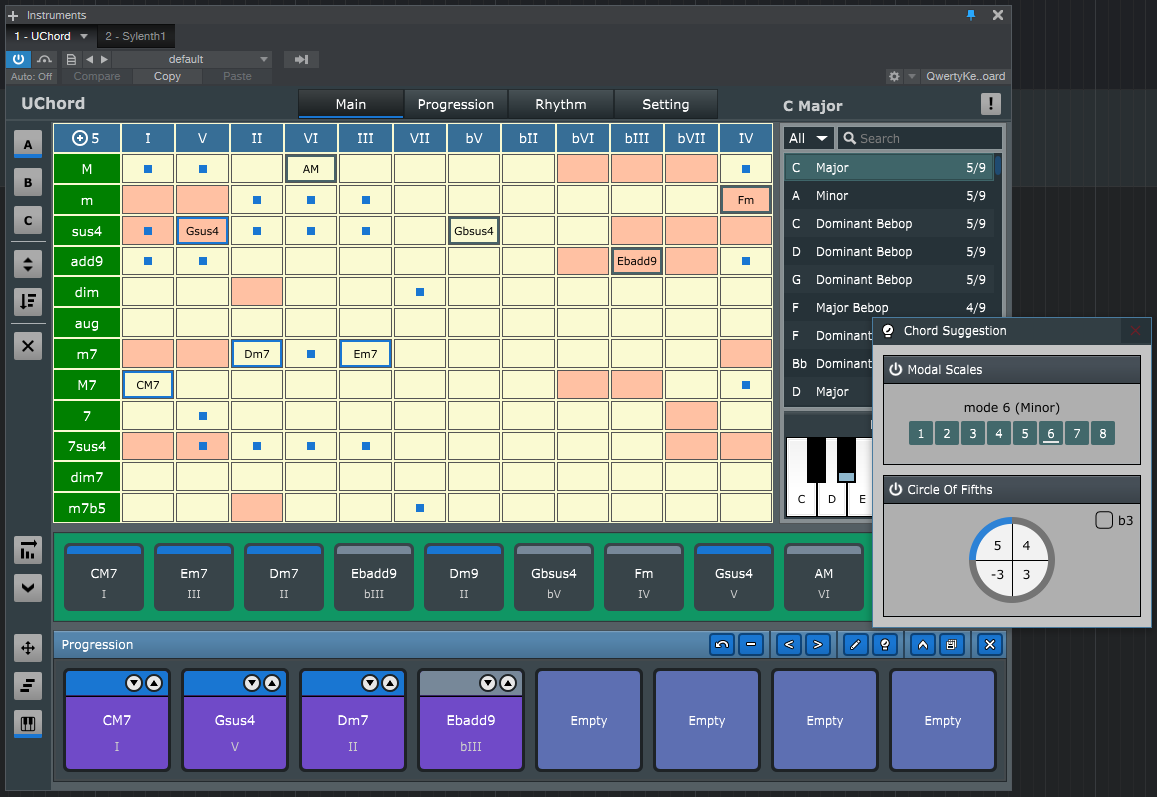 Instruments
1 - UChord
2 - Sylenth1
default
Auto: Off Compare Copy Paste QwertyKe..oard
UChord Main Progression Rhythm Setting C Major !
5 I V II VI III VII bV bII bVI bIII bVII IV
All Search
A
B
C
M AM
m Fm
sus4 Gsus4 Gbsus4
add9 Ebadd9
dim
aug
m7 Dm7 Em7
M7 CM7
7
7sus4
dim7
m7b5
C Major 5/9
A Minor 5/9
C Dominant Bebop 5/9
D Dominant Bebop 5/9
G Dominant Bebop 5/9
F Major Bebop 4/9
F Dominant
Bb Dominant
D Major
C D E
Chord Suggestion
Modal Scales
mode 6 (Minor)
1 2 3 4 5 6 7 8
Circle Of Fifths
b3
5 4
-3 3
CM7 Em7 Dm7 Ebadd9 Dm9 Gbsus4 Fm Gsus4 AM
I III II bIII II bV IV V VI
Progression
CM7 Gsus4 Dm7 Ebadd9 Empty Empty Empty Empty
I V II bIII